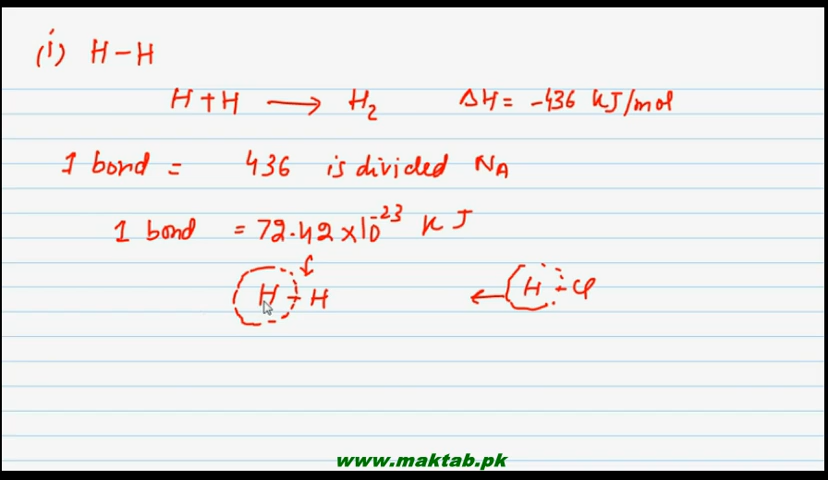 (i) H-H
H+H → H₂ ΔH = -436 KJ/mol
1 bond = 436 is divided NA
1 bond = 72.42×10⁻²³ KJ
H-H H-Cl
www.maktab.pk